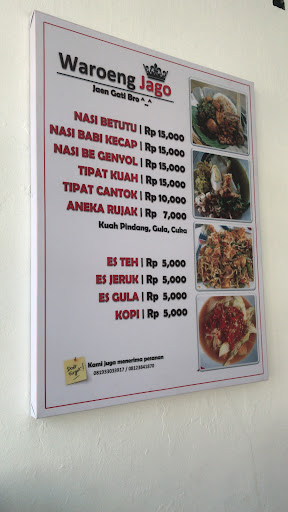 Waroeng Jago
Jaen Gati Bro ^_^
NASI BETUTU | Rp 15,000
NASI BABI KECAP | Rp 15,000
NASI BE GENYOL | Rp 15,000
TIPAT KUAH | Rp 15,000
TIPAT CANTOK | Rp 10,000
ANEKA RUJAK | Rp 7,000
Kuah Pindang, Gula, Cuka
ES TEH | Rp 5,000
ES JERUK | Rp 5,000
ES GULA | Rp 5,000
KOPI | Rp 5,000
Kami juga menerima pesanan